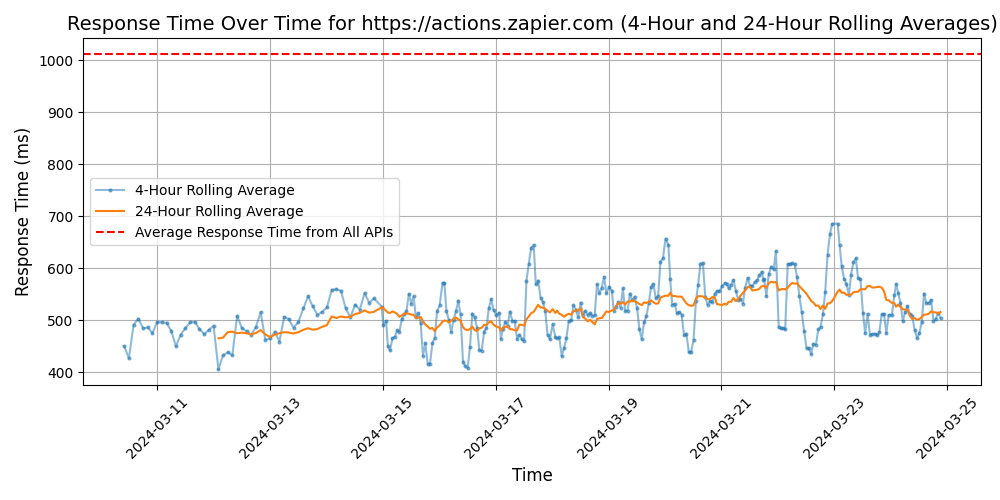 Response Time Over Time for https://actions.zapier.com (4-Hour and 24-Hour Rolling Averages)
Response Time (ms)
1000
900
800
700
600
500
400
4-Hour Rolling Average
24-Hour Rolling Average
Average Response Time from All APIs
2024-03-11
2024-03-13
2024-03-15
2024-03-17
2024-03-19
2024-03-21
2024-03-23
2024-03-25
Time